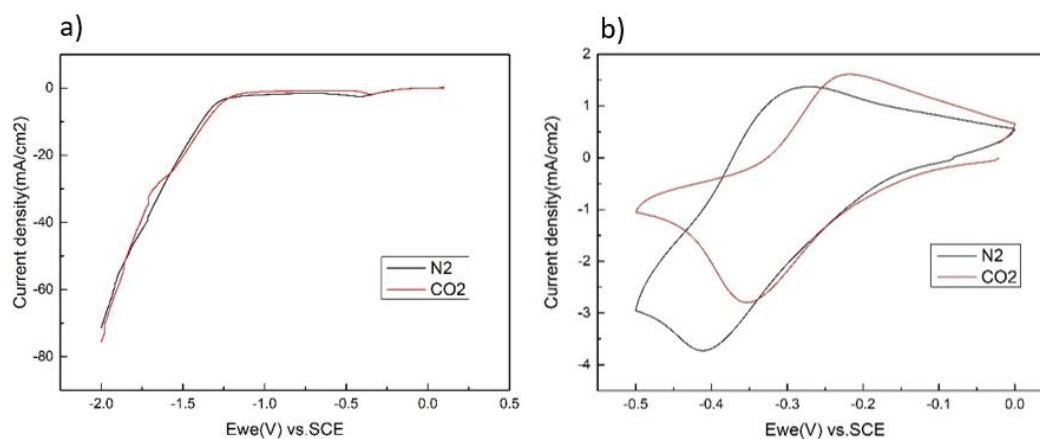 a)
0
-20
-40
-60
-80
-2.0 -1.5 -1.0 -0.5 0.0 0.5
Current density(mA/cm2)
Ewe(V) vs.SCE
N2
CO2
b)
2
1
0
-1
-2
-3
-4
-0.5 -0.4 -0.3 -0.2 -0.1 0.0
Current density(mA/cm2)
Ewe(V) vs.SCE
N2
CO2